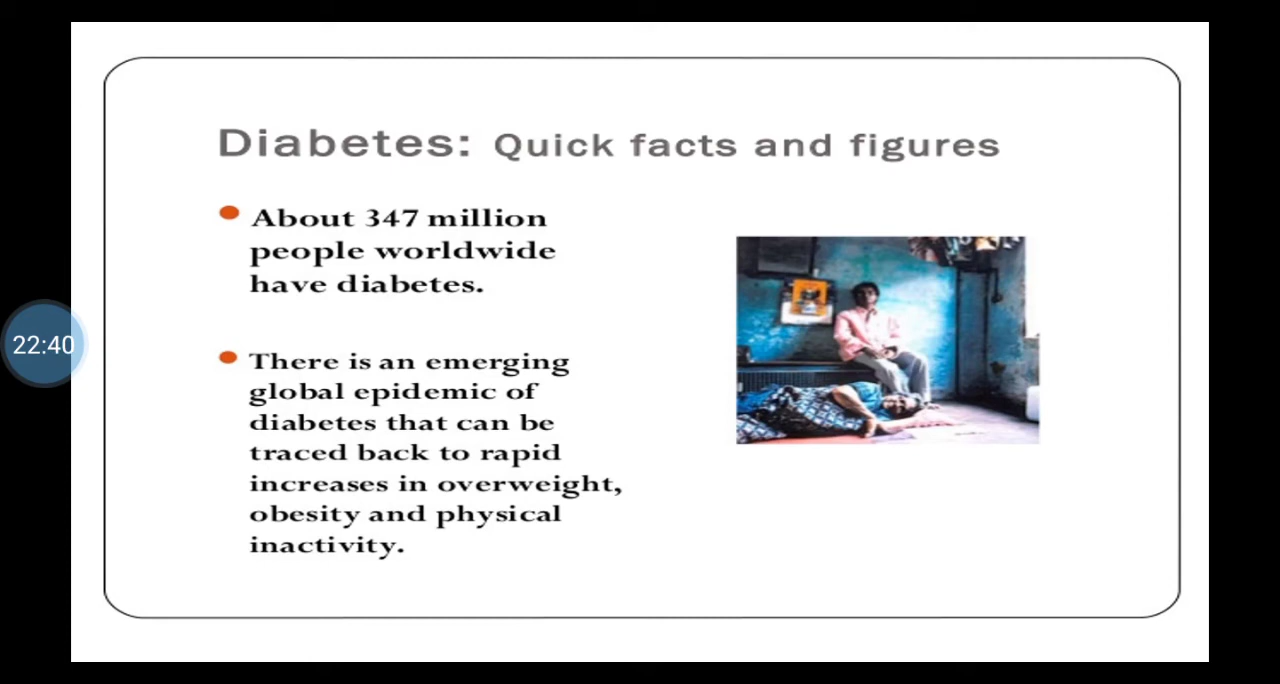 Diabetes: Quick facts and figures
About 347 million
people worldwide
have diabetes.
There is an emerging
global epidemic of
diabetes that can be
traced back to rapid
increases in overweight,
obesity and physical
inactivity.
22:40